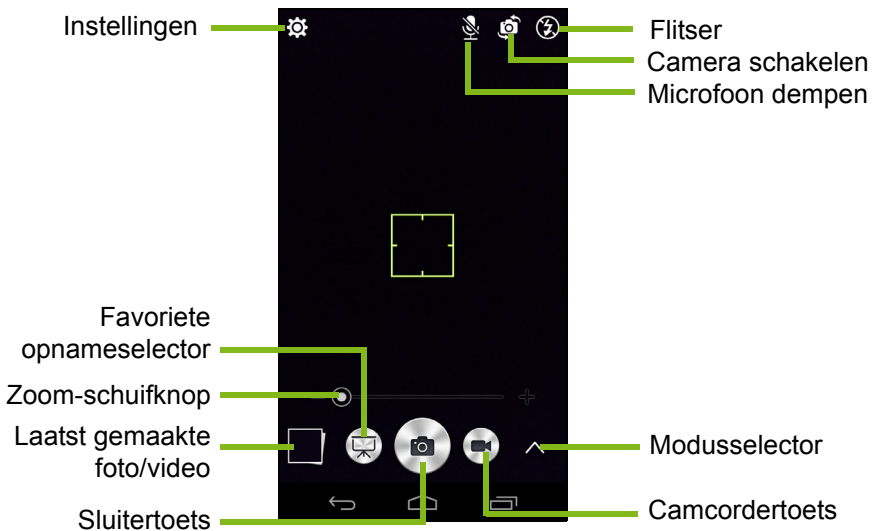 Instellingen
Flitser
Camera schakelen
Microfoon dempen
Favoriete
opnameselector
Zoom-schuifknop
Laatst gemaakte
foto/video
Sluitertoets
Modusselector
Camcordertoets